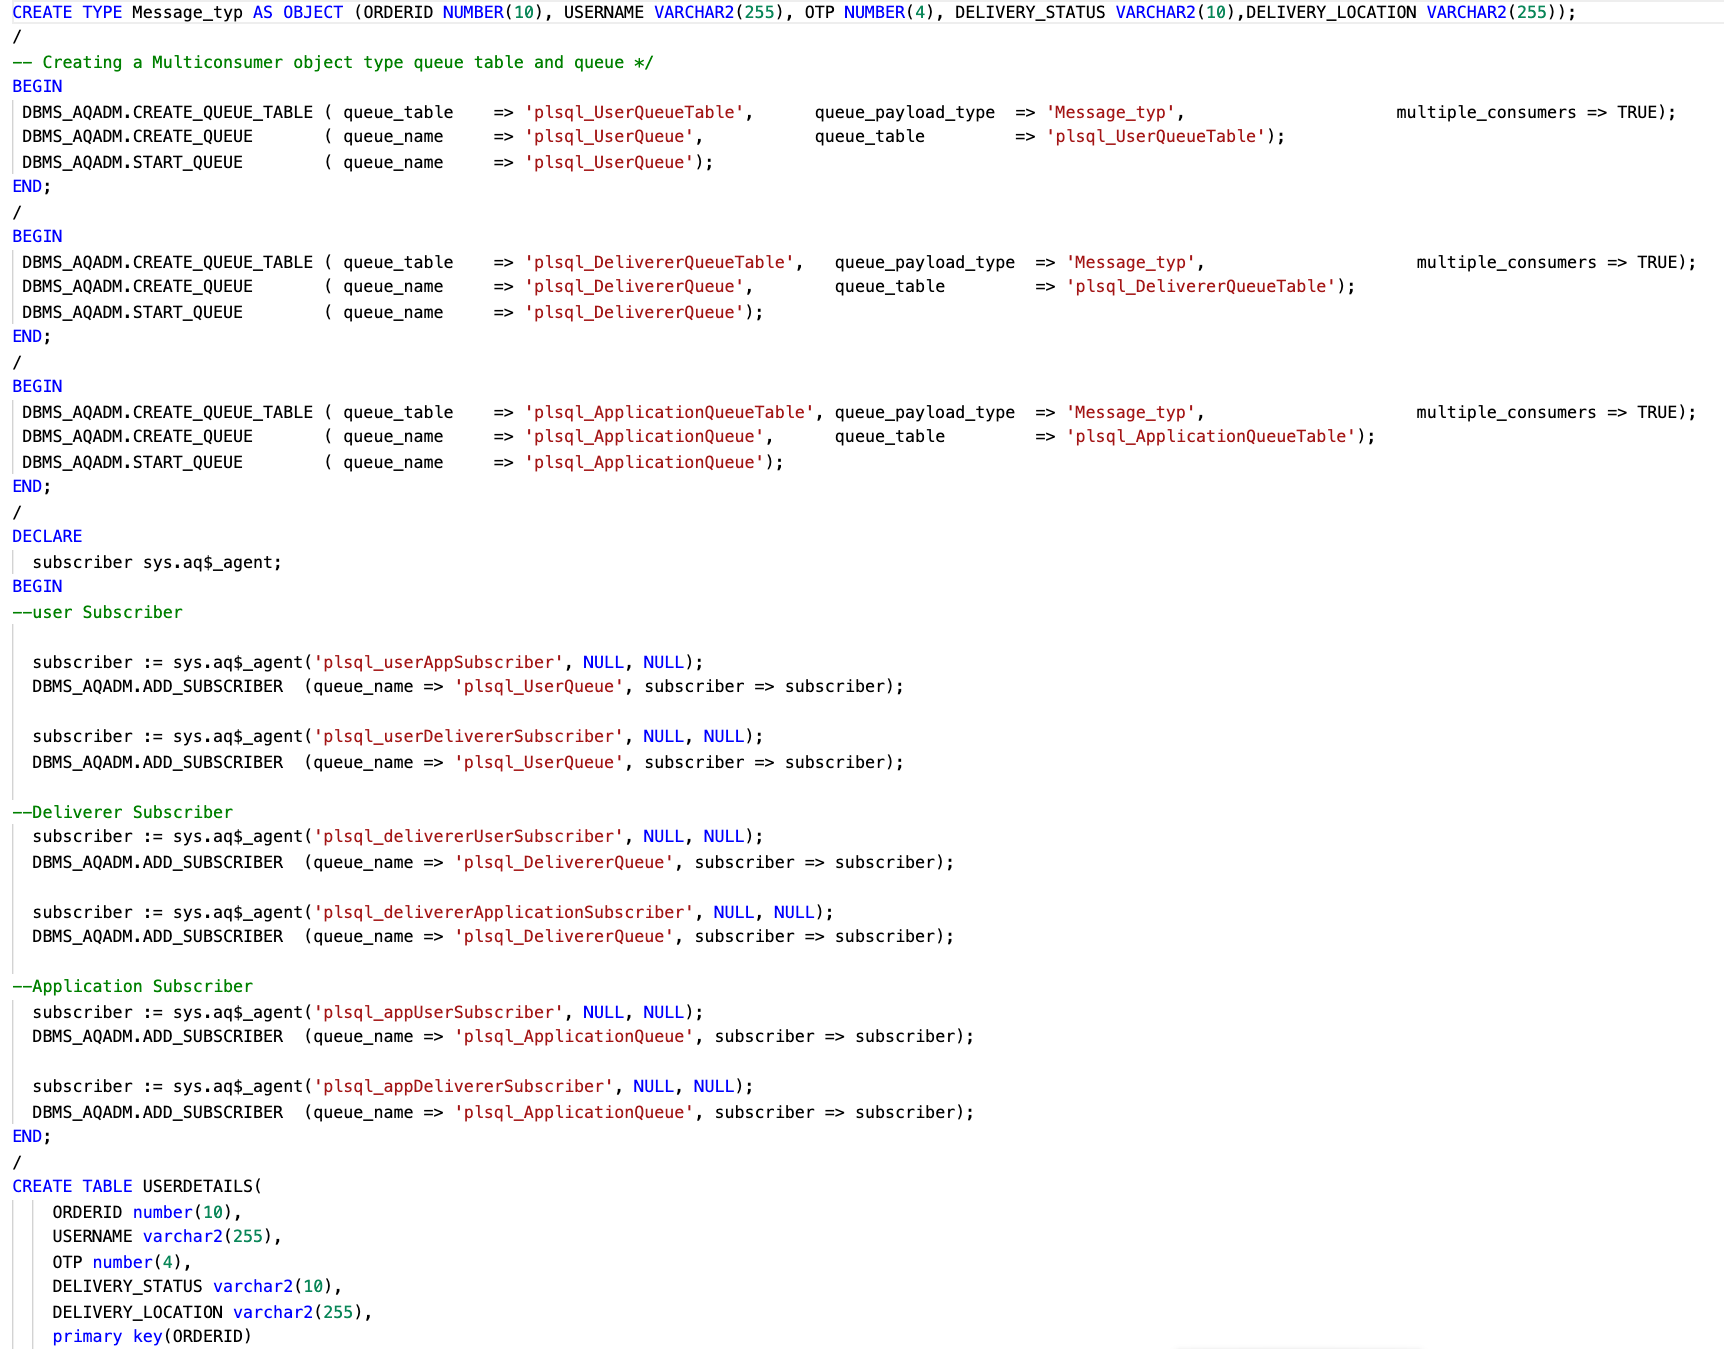 CREATE TYPE Message_typ AS OBJECT (ORDERID NUMBER(10), USERNAME VARCHAR2(255), OTP NUMBER(4), DELIVERY_STATUS VARCHAR2(10),DELIVERY_LOCATION VARCHAR2(255));
/
-- Creating a Multiconsumer object type queue table and queue */
BEGIN
 DBMS_AQADM.CREATE_QUEUE_TABLE ( queue_table    => 'plsql_UserQueueTable',      queue_payload_type  => 'Message_typ',                     multiple_consumers => TRUE);
 DBMS_AQADM.CREATE_QUEUE       ( queue_name     => 'plsql_UserQueue',           queue_table         => 'plsql_UserQueueTable');
 DBMS_AQADM.START_QUEUE        ( queue_name     => 'plsql_UserQueue');
END;
/
BEGIN
 DBMS_AQADM.CREATE_QUEUE_TABLE ( queue_table    => 'plsql_DelivererQueueTable',   queue_payload_type  => 'Message_typ',                     multiple_consumers => TRUE);
 DBMS_AQADM.CREATE_QUEUE       ( queue_name     => 'plsql_DelivererQueue',        queue_table         => 'plsql_DelivererQueueTable');
 DBMS_AQADM.START_QUEUE        ( queue_name     => 'plsql_DelivererQueue');
END;
/
BEGIN
 DBMS_AQADM.CREATE_QUEUE_TABLE ( queue_table    => 'plsql_ApplicationQueueTable', queue_payload_type  => 'Message_typ',                     multiple_consumers => TRUE);
 DBMS_AQADM.CREATE_QUEUE       ( queue_name     => 'plsql_ApplicationQueue',      queue_table         => 'plsql_ApplicationQueueTable');
 DBMS_AQADM.START_QUEUE        ( queue_name     => 'plsql_ApplicationQueue');
END;
/
DECLARE
  subscriber sys.aq$_agent;
BEGIN
--user Subscriber
  subscriber := sys.aq$_agent('plsql_userAppSubscriber', NULL, NULL);
  DBMS_AQADM.ADD_SUBSCRIBER  (queue_name => 'plsql_UserQueue', subscriber => subscriber);
  subscriber := sys.aq$_agent('plsql_userDelivererSubscriber', NULL, NULL);
  DBMS_AQADM.ADD_SUBSCRIBER  (queue_name => 'plsql_UserQueue', subscriber => subscriber);
--Deliverer Subscriber
  subscriber := sys.aq$_agent('plsql_delivererUserSubscriber', NULL, NULL);
  DBMS_AQADM.ADD_SUBSCRIBER  (queue_name => 'plsql_DelivererQueue', subscriber => subscriber);
  subscriber := sys.aq$_agent('plsql_delivererApplicationSubscriber', NULL, NULL);
  DBMS_AQADM.ADD_SUBSCRIBER  (queue_name => 'plsql_DelivererQueue', subscriber => subscriber);
--Application Subscriber
  subscriber := sys.aq$_agent('plsql_appUserSubscriber', NULL, NULL);
  DBMS_AQADM.ADD_SUBSCRIBER  (queue_name => 'plsql_ApplicationQueue', subscriber => subscriber);
  subscriber := sys.aq$_agent('plsql_appDelivererSubscriber', NULL, NULL);
  DBMS_AQADM.ADD_SUBSCRIBER  (queue_name => 'plsql_ApplicationQueue', subscriber => subscriber);
END;
/
CREATE TABLE USERDETAILS(
    ORDERID number(10),
    USERNAME varchar2(255),
    OTP number(4),
    DELIVERY_STATUS varchar2(10),
    DELIVERY_LOCATION varchar2(255),
    primary key(ORDERID)